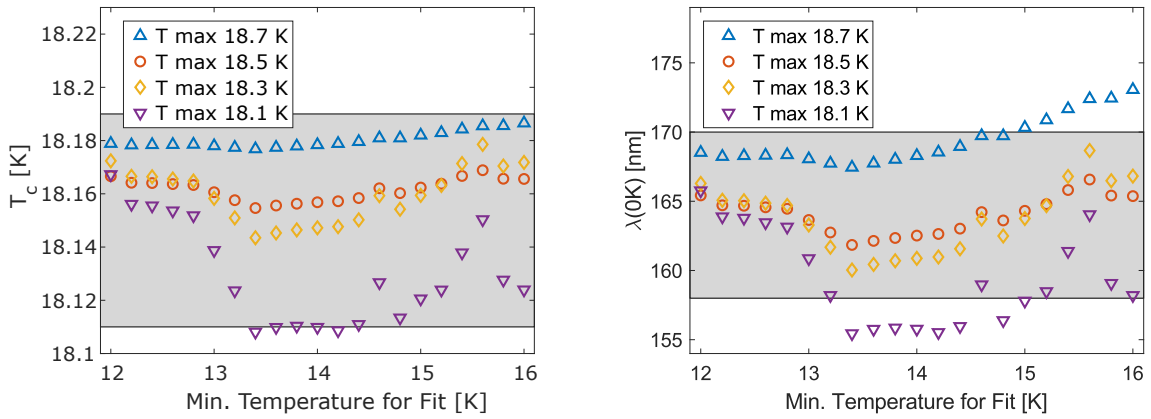 18.22
18.2
18.18
18.16
18.14
18.12
18.1
T_c [K]
T max 18.7 K
T max 18.5 K
T max 18.3 K
T max 18.1 K
12 13 14 15 16
Min. Temperature for Fit [K]
175
170
165
160
155
λ(0K) [nm]
T max 18.7 K
T max 18.5 K
T max 18.3 K
T max 18.1 K
12 13 14 15 16
Min. Temperature for Fit [K]